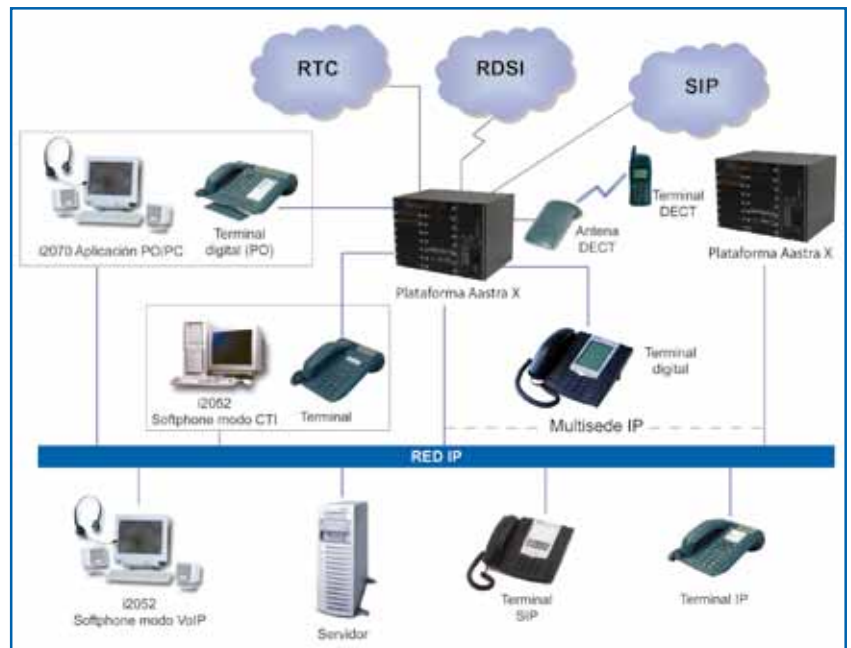 RTC
RDSI
SIP
i2070 Aplicación PO/PC
Terminal
digital (PO)
Plataforma Aastra X
Antena
DECT
Terminal
DECT
Plataforma Aastra X
i2052
Softphone modo CTI
Terminal
Terminal
digital
Multisede IP
RED IP
i2052
Softphone modo VoIP
Servidor
Terminal
SIP
Terminal IP